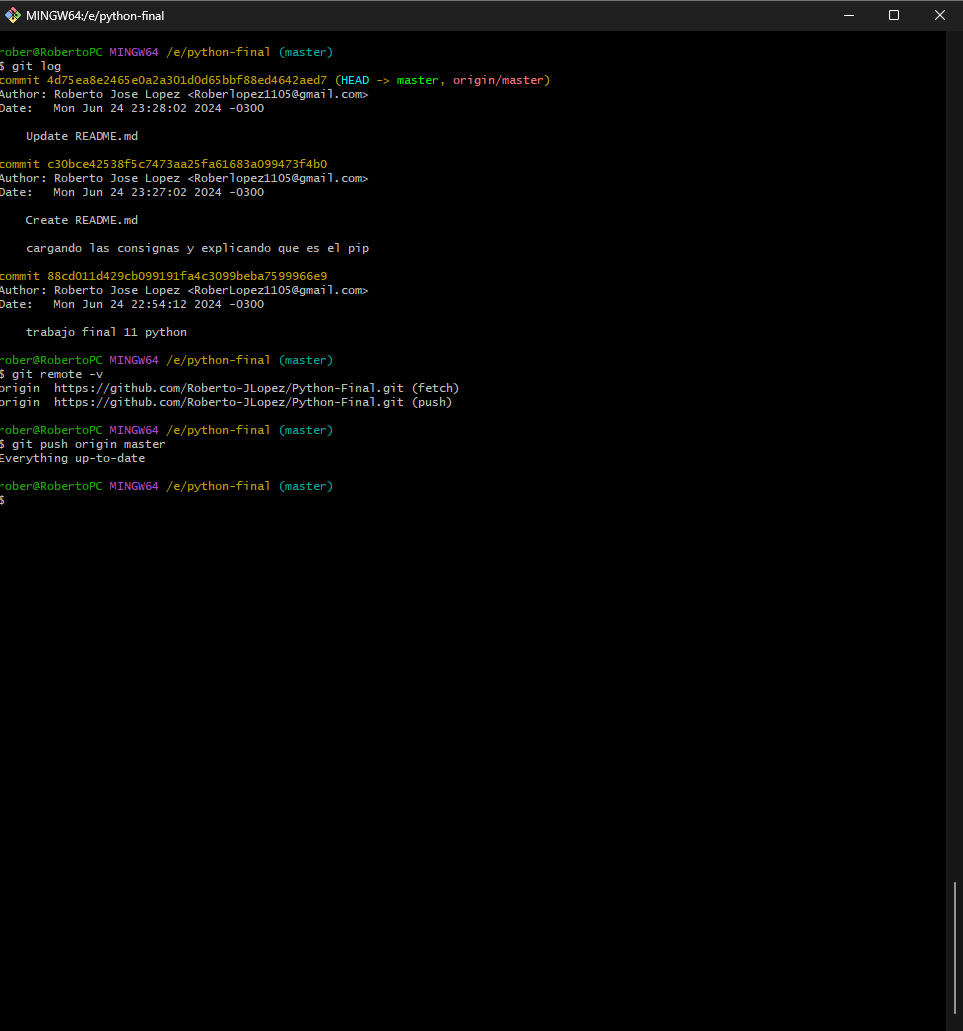 MINGW64:/e/python-final
rober@RobertoPC MINGW64 /e/python-final (master)
$ git log
commit 4d75ea8e2465e0a2a301d0d65bbf88ed4642aed7 (HEAD -> master, origin/master)
Author: Roberto Jose Lopez <Roberlopez1105@gmail.com>
Date:   Mon Jun 24 23:28:02 2024 -0300
    Update README.md
commit c30bce42538f5c7473aa25fa61683a099473f4b0
Author: Roberto Jose Lopez <Roberlopez1105@gmail.com>
Date:   Mon Jun 24 23:27:02 2024 -0300
    Create README.md
    cargando las consignas y explicando que es el pip
commit 88cd011d429cb099191fa4c3099beba7599966e9
Author: Roberto Jose Lopez <RoberLopez1105@gmail.com>
Date:   Mon Jun 24 22:54:12 2024 -0300
    trabajo final 11 python
rober@RobertoPC MINGW64 /e/python-final (master)
$ git remote -v
origin  https://github.com/Roberto-JLopez/Python-Final.git (fetch)
origin  https://github.com/Roberto-JLopez/Python-Final.git (push)
rober@RobertoPC MINGW64 /e/python-final (master)
$ git push origin master
Everything up-to-date
rober@RobertoPC MINGW64 /e/python-final (master)
$